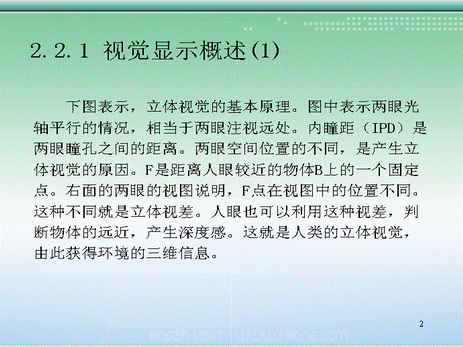 2.2.1 视觉显示概述(1)
下图表示，立体视觉的基本原理。图中表示两眼光
轴平行的情况，相当于两眼注视远处。内瞳距（IPD）是
两眼瞳孔之间的距离。两眼空间位置的不同，是产生立
体视觉的原因。F是距离人眼较近的物体B上的一个固定
点。右面的两眼的视图说明，F点在视图中的位置不同。
这种不同就是立体视差。人眼也可以利用这种视差，判
断物体的远近，产生深度感。这就是人类的立体视觉，
由此获得环境的三维信息。
2